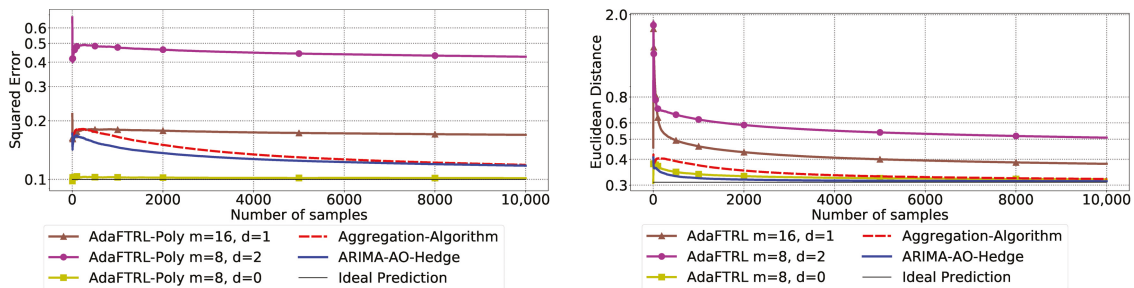 0.6
0.5
0.4
0.3
0.2
0.1
Squared Error
0 2000 4000 6000 8000 10,000
Number of samples
AdaFTRL-Poly m=16, d=1
AdaFTRL-Poly m=8, d=2
AdaFTRL-Poly m=8, d=0
Aggregation-Algorithm
ARIMA-AO-Hedge
Ideal Prediction
2.0
0.8
0.6
0.5
0.4
0.3
Euclidean Distance
0 2000 4000 6000 8000 10,000
Number of samples
AdaFTRL m=16, d=1
AdaFTRL m=8, d=2
AdaFTRL m=8, d=0
Aggregation-Algorithm
ARIMA-AO-Hedge
Ideal Prediction